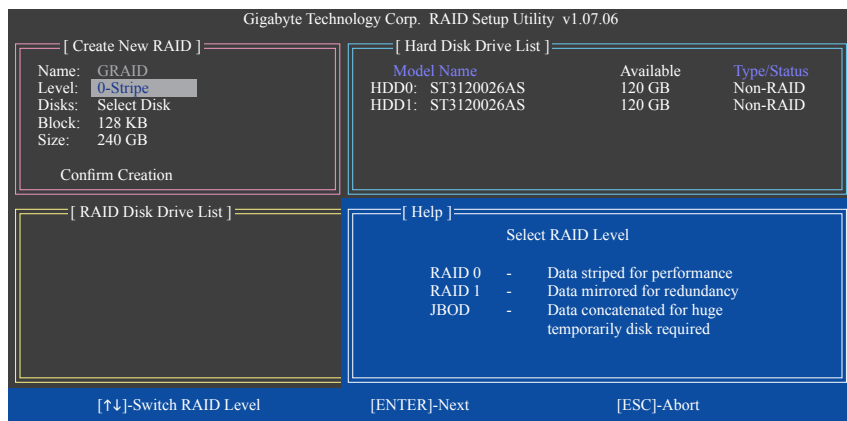 Gigabyte Technology Corp. RAID Setup Utility v1.07.06
[ Create New RAID ]
Name: GRAID
Level: 0-Stripe
Disks: Select Disk
Block: 128 KB
Size: 240 GB
Confirm Creation
[ Hard Disk Drive List ]
Model Name Available Type/Status
HDD0: ST3120026AS 120 GB Non-RAID
HDD1: ST3120026AS 120 GB Non-RAID
[ RAID Disk Drive List ]
[ Help ]
Select RAID Level
RAID 0 - Data striped for performance
RAID 1 - Data mirrored for redundancy
JBOD - Data concatenated for huge
temporarily disk required
[↑↓]-Switch RAID Level [ENTER]-Next [ESC]-Abort